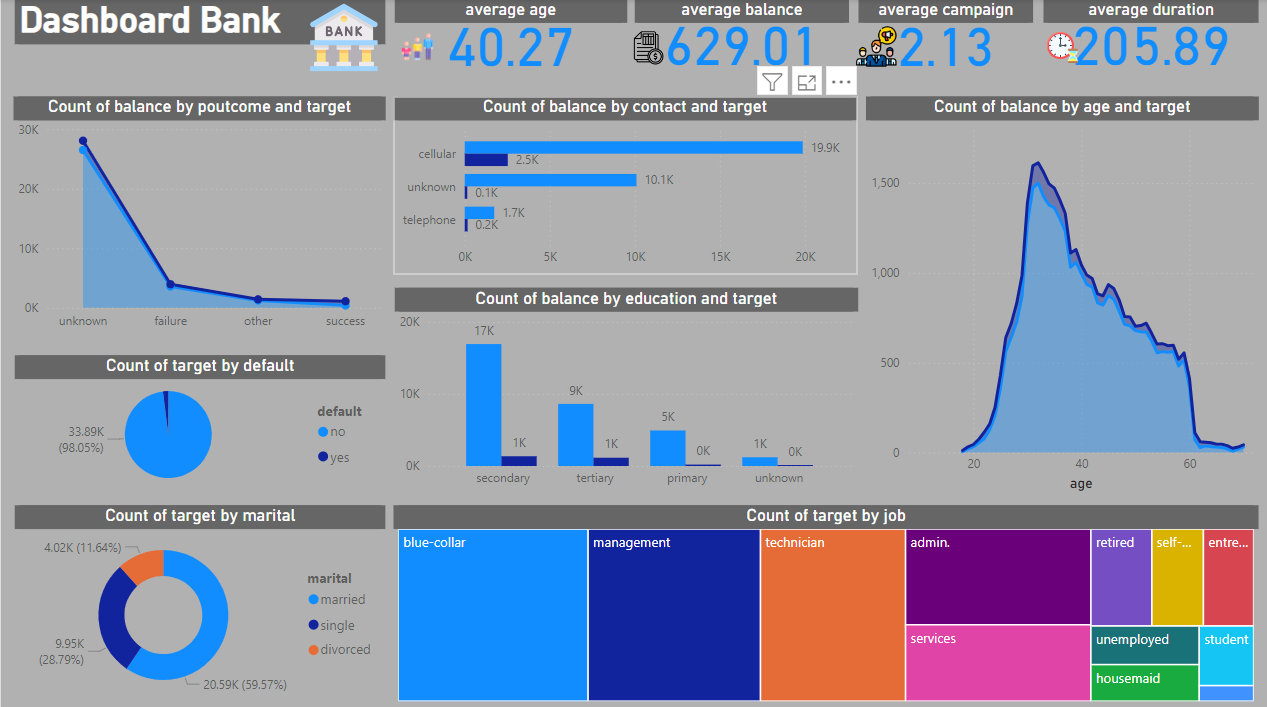 Dashboard Bank
BANK
average age
40.27
average balance
629.01
average campaign
2.13
average duration
205.89
Count of balance by poutcome and target
30K
20K
10K
0K
unknown
failure
other
success
Count of balance by contact and target
cellular
19.9K
2.5K
unknown
10.1K
0.1K
telephone
1.7K
0.2K
0K
5K
10K
15K
20K
Count of balance by age and target
1,500
1,000
500
0
20
40
60
age
Count of balance by education and target
20K
10K
0K
17K
1K
9K
1K
5K
0K
1K
0K
secondary
tertiary
primary
unknown
Count of target by default
33.89K
(98.05%)
default
no
yes
Count of target by marital
4.02K (11.64%)
9.95K
(28.79%)
20.59K (59.57%)
marital
married
single
divorced
Count of target by job
blue-collar
management
technician
admin.
services
retired
self-...
entre...
unemployed
housemaid
student